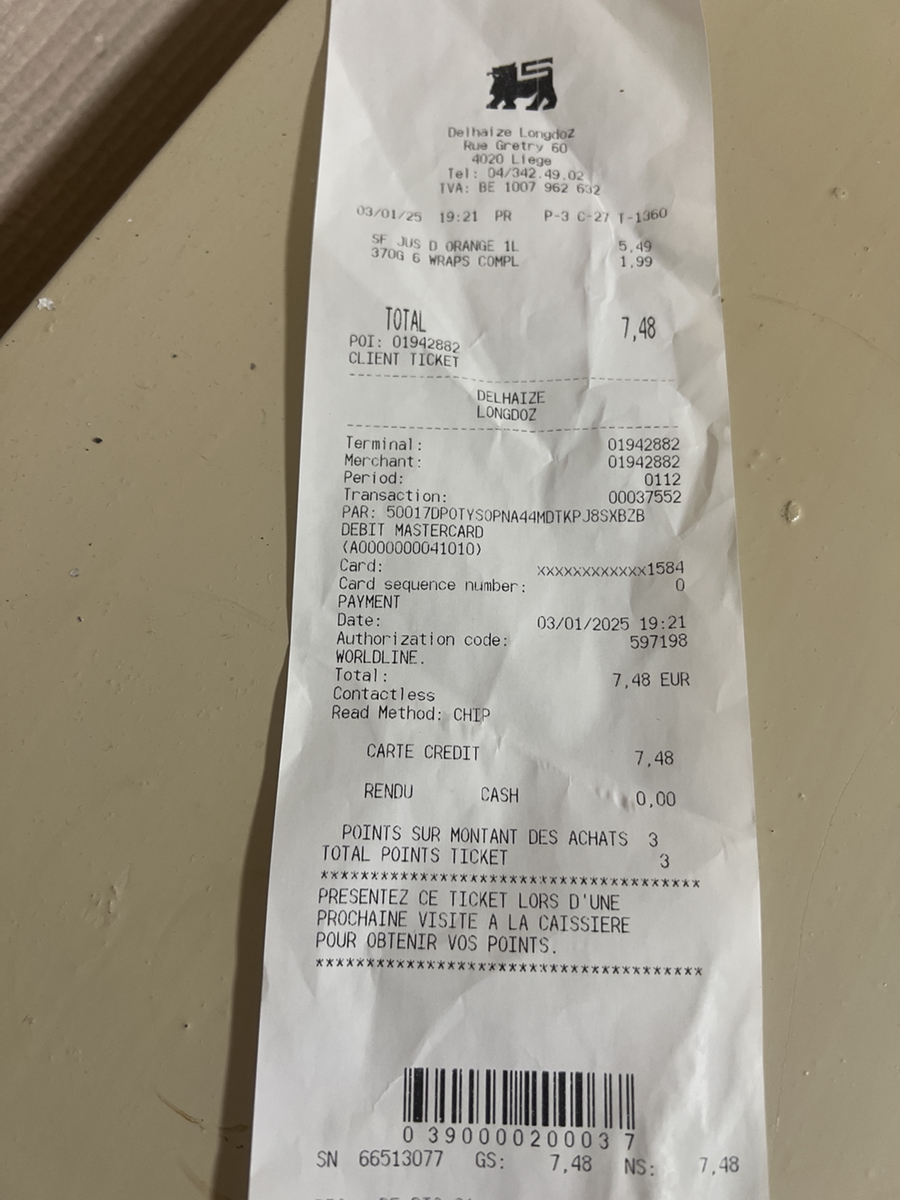 Delhaize LongdoZ
Rue Gretry 60
4020 Liege
Tel: 04/342.49.02
TVA: BE 1007 962 632
03/01/25 19:21 PR P-3 C-27 T-1360
SF JUS D ORANGE 1L 5,49
370G 6 WRAPS COMPL 1,99
TOTAL 7,48
POI: 01942882
CLIENT TICKET
DELHAIZE
LONGDOZ
Terminal: 01942882
Merchant: 01942882
Period: 0112
Transaction: 00037552
PAR: 50017DPOTYSOPNA44MDTKPJ8SXBZB
DEBIT MASTERCARD
(A0000000041010)
Card: xxxxxxxxxxxx1584
Card sequence number: 0
PAYMENT
Date: 03/01/2025 19:21
Authorization code: 597198
WORLDLINE.
Total: 7,48 EUR
Contactless
Read Method: CHIP
CARTE CREDIT 7,48
RENDU CASH 0,00
POINTS SUR MONTANT DES ACHATS 3
TOTAL POINTS TICKET 3
**************************************
PRESENTEZ CE TICKET LORS D'UNE
PROCHAINE VISITE A LA CAISSIERE
POUR OBTENIR VOS POINTS.
**************************************
0 39000020003 7
SN 66513077 GS: 7,48 NS: 7,48